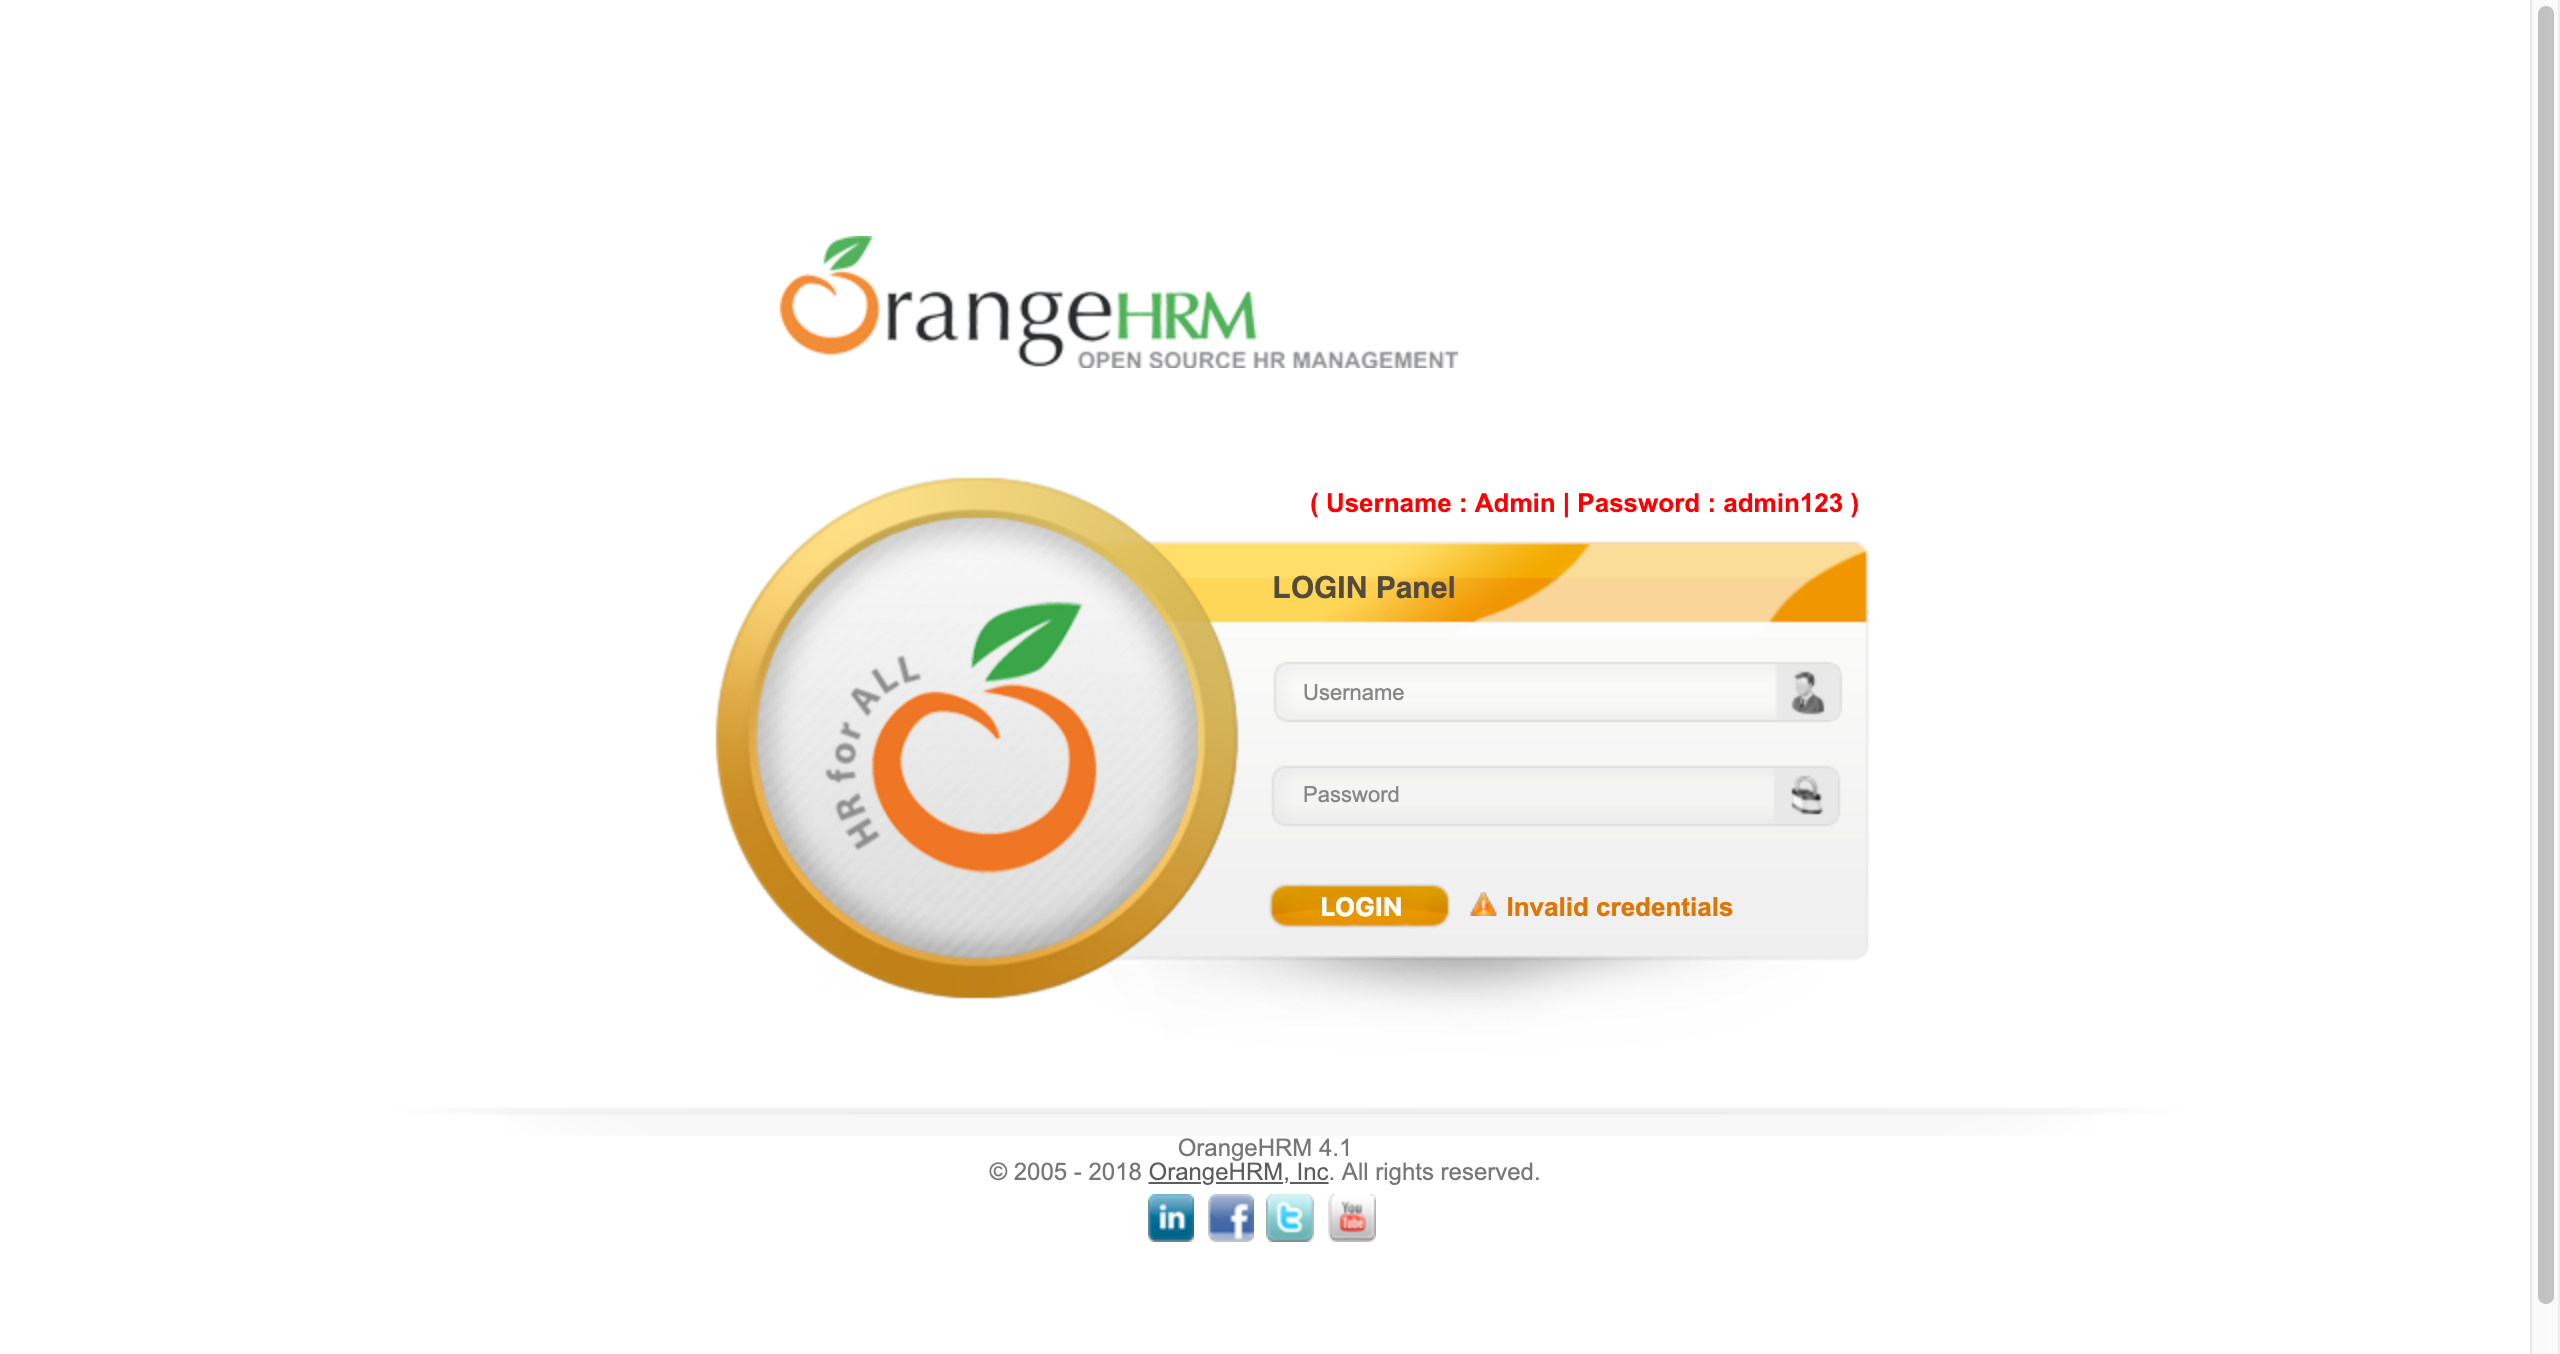 OrangeHRM
OPEN SOURCE HR MANAGEMENT
( Username : Admin | Password : admin123 )
LOGIN Panel
HR for ALL
Username
Password
LOGIN
Invalid credentials
OrangeHRM 4.1
© 2005 - 2018 OrangeHRM, Inc. All rights reserved.
in f t You Tube